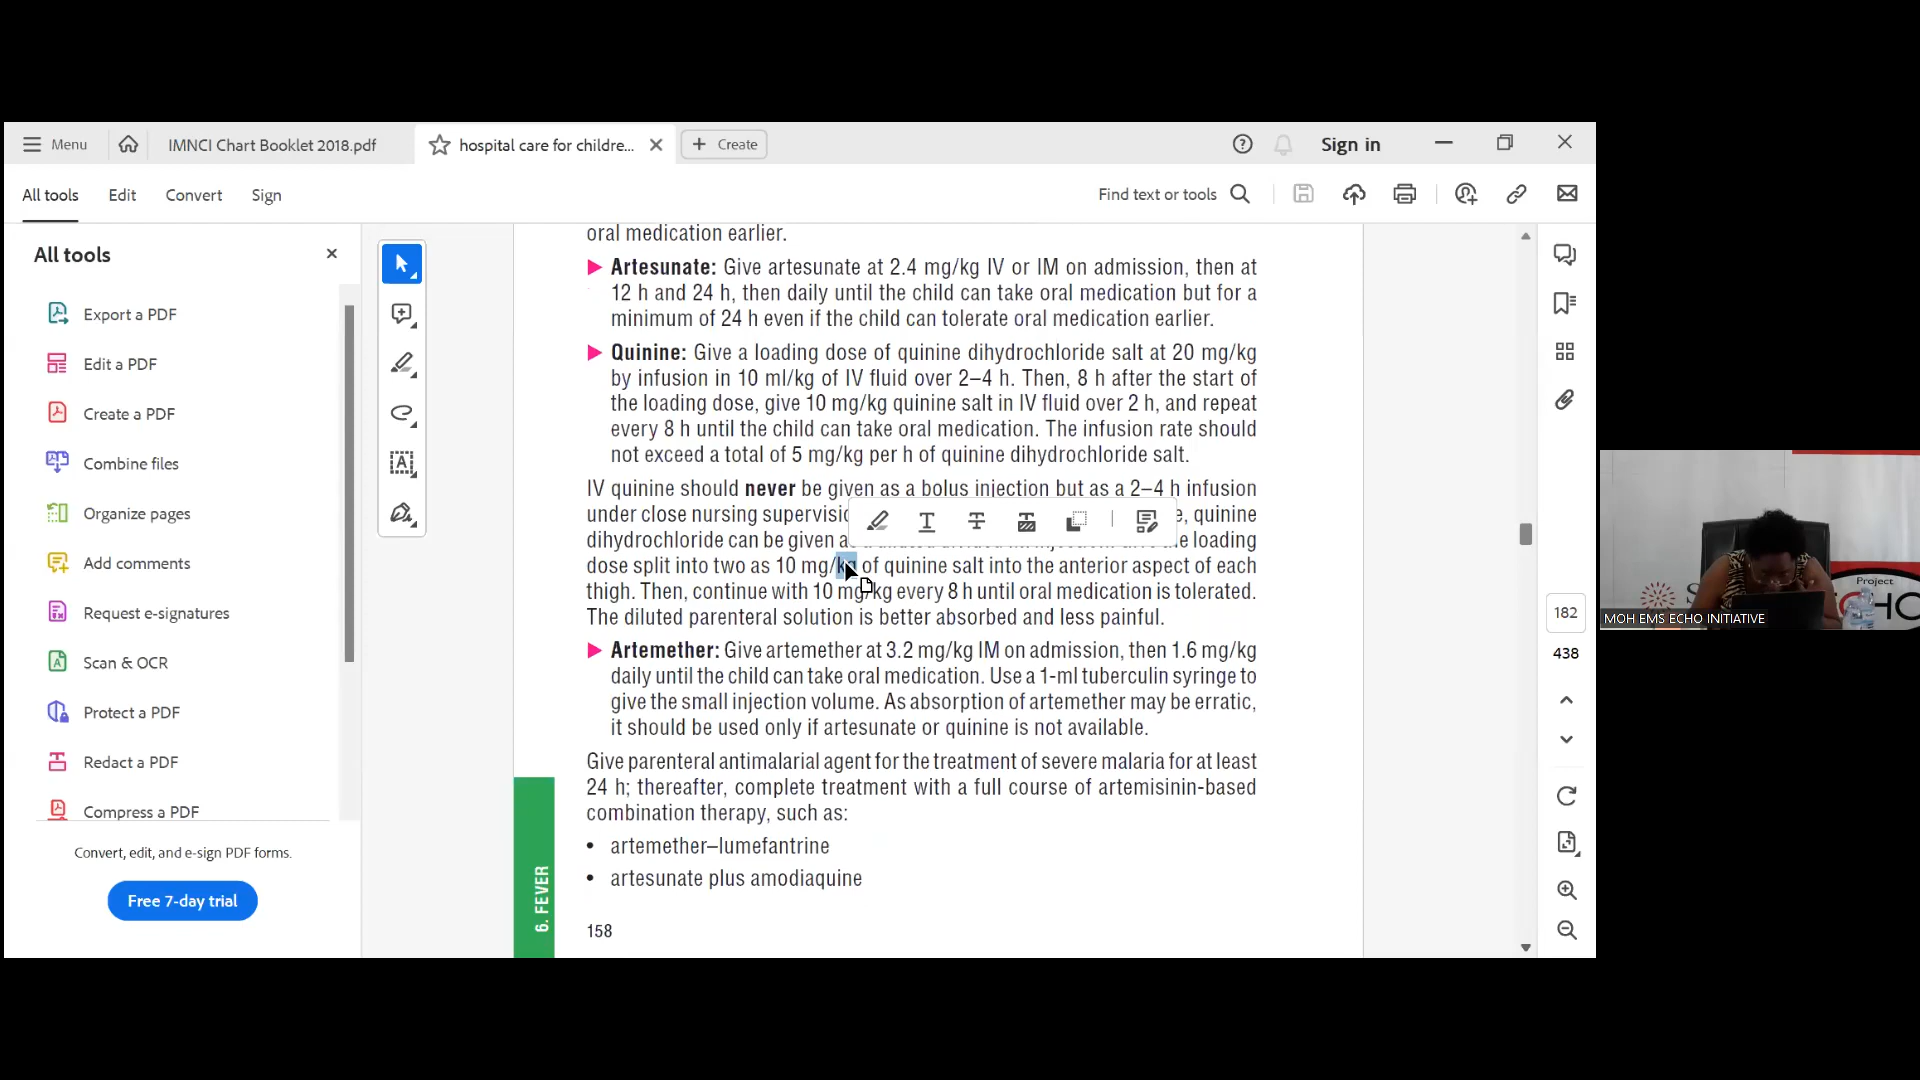 Menu
IMNCI Chart Booklet 2018.pdf
hospital care for childre...
Create
Sign in
All tools
Edit
Convert
Sign
Find text or tools
All tools
Export a PDF
Edit a PDF
Create a PDF
Combine files
Organize pages
Add comments
Request e-signatures
Scan & OCR
Protect a PDF
Redact a PDF
Compress a PDF
Convert, edit, and e-sign PDF forms.
Free 7-day trial
oral medication earlier.
Artesunate: Give artesunate at 2.4 mg/kg IV or IM on admission, then at
12 h and 24 h, then daily until the child can take oral medication but for a
minimum of 24 h even if the child can tolerate oral medication earlier.
Quinine: Give a loading dose of quinine dihydrochloride salt at 20 mg/kg
by infusion in 10 ml/kg of IV fluid over 2–4 h. Then, 8 h after the start of
the loading dose, give 10 mg/kg quinine salt in IV fluid over 2 h, and repeat
every 8 h until the child can take oral medication. The infusion rate should
not exceed a total of 5 mg/kg per h of quinine dihydrochloride salt.
IV quinine should never be given as a bolus injection but as a 2–4 h infusion
under close nursing quinine
dihydrochloride can be given loading
dose split into two as 10 mg/kg of quinine salt into the anterior aspect of each
thigh. Then, continue with 10 mg/kg every 8 h until oral medication is tolerated.
The diluted parenteral solution is better absorbed and less painful.
Artemether: Give artemether at 3.2 mg/kg IM on admission, then 1.6 mg/kg
daily until the child can take oral medication. Use a 1-ml tuberculin syringe to
give the small injection volume. As absorption of artemether may be erratic,
it should be used only if artesunate or quinine is not available.
Give parenteral antimalarial agent for the treatment of severe malaria for at least
24 h; thereafter, complete treatment with a full course of artemisinin-based
combination therapy, such as:
• artemether–lumefantrine
• artesunate plus amodiaquine
6. FEVER
158
182
438
Project
MOH EMS ECHO INITIATIVE